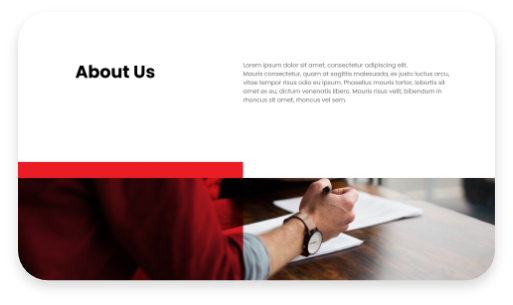 About Us
Lorem ipsum dolor sit amet, consectetur adipiscing elit.
Mauris consectetur, quam at sagittis malesuada, ex justo luctus arcu,
vitae tempor risus odio eu ipsum. Phasellus mauris tortor, lobortis sit
amet ex eu, dictum venenatis libero. Mauris risus velit, bibendum in
rhoncus sit amet, rhoncus vel sem.